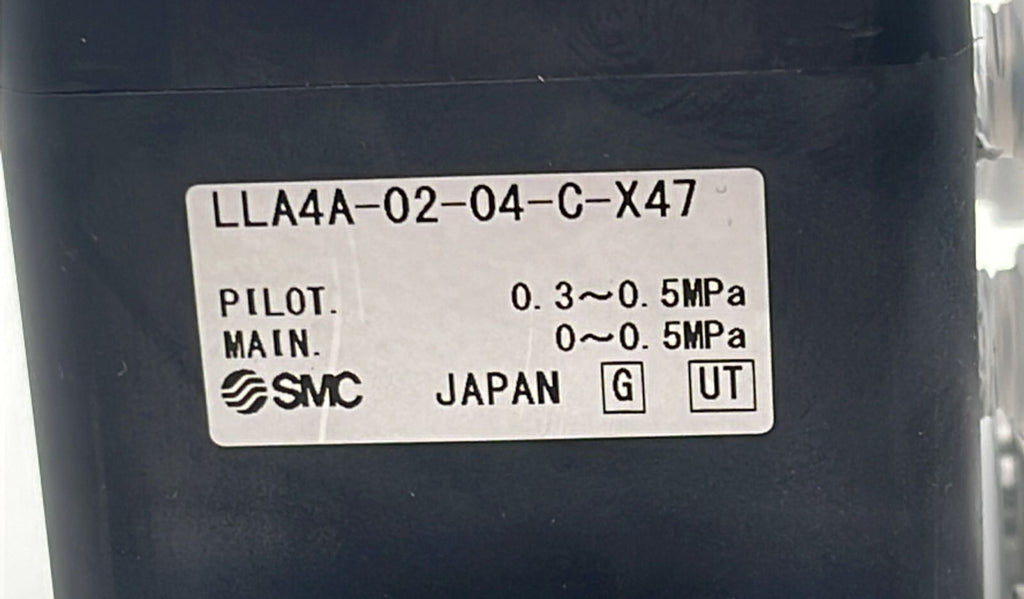 LLA4A-02-04-C-X47
PILOT. 0.3~0.5MPa
MAIN. 0~0.5MPa
SMC JAPAN G UT